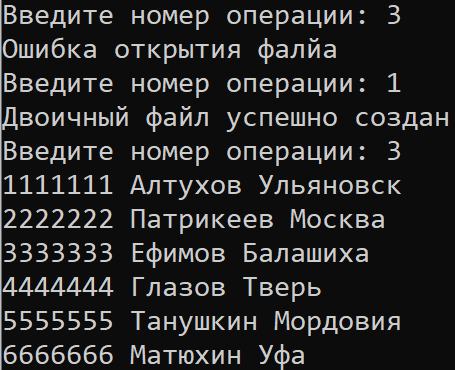 Введите номер операции: 3
Ошибка открытия фалйа
Введите номер операции: 1
Двоичный файл успешно создан
Введите номер операции: 3
1111111 Алтухов Ульяновск
2222222 Патрикеев Москва
3333333 Ефимов Балашиха
4444444 Глазов Тверь
5555555 Танушкин Мордовия
6666666 Матюхин Уфа